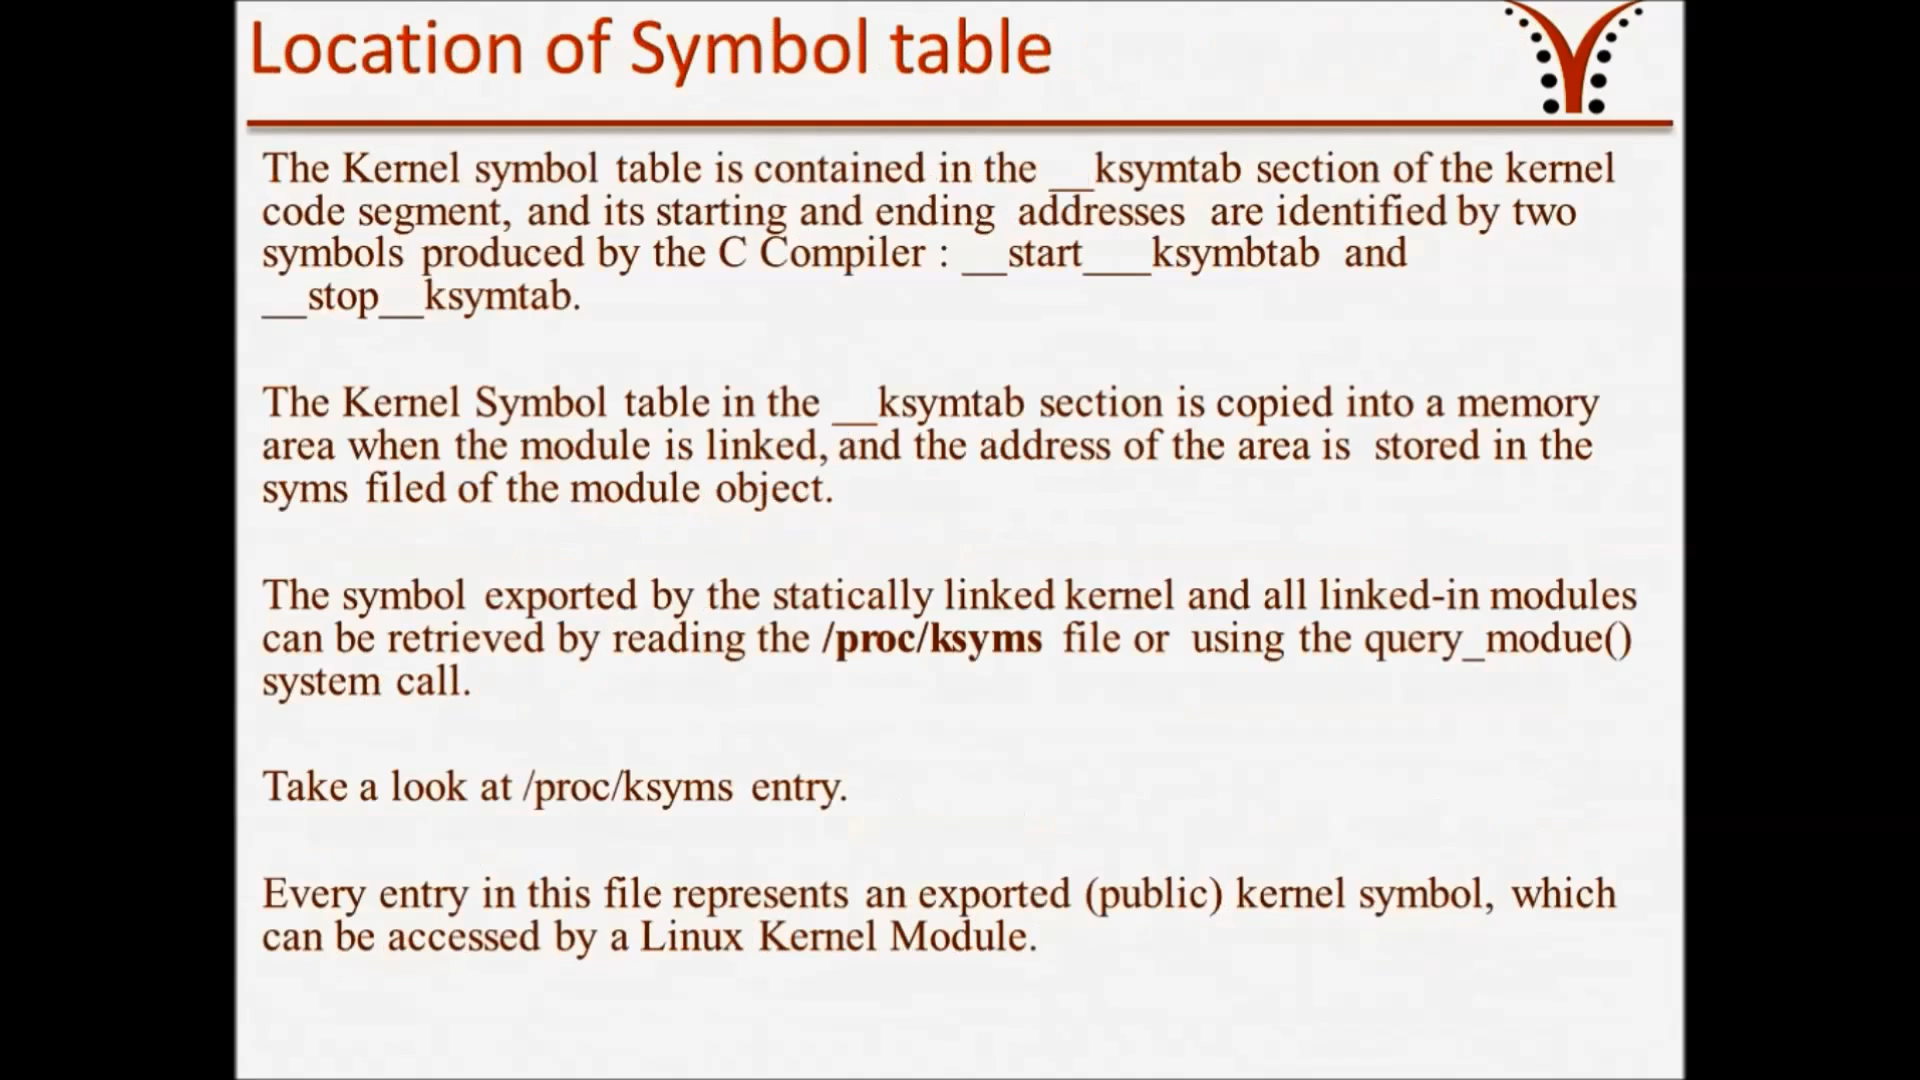 Location of Symbol table
The Kernel symbol table is contained in the __ksymtab section of the kernel
code segment, and its starting and ending addresses are identified by two
symbols produced by the C Compiler : __start___ksymbtab and
__stop__ksymtab.
The Kernel Symbol table in the __ksymtab section is copied into a memory
area when the module is linked, and the address of the area is stored in the
syms filed of the module object.
The symbol exported by the statically linked kernel and all linked-in modules
can be retrieved by reading the /proc/ksyms file or using the query_modue()
system call.
Take a look at /proc/ksyms entry.
Every entry in this file represents an exported (public) kernel symbol, which
can be accessed by a Linux Kernel Module.